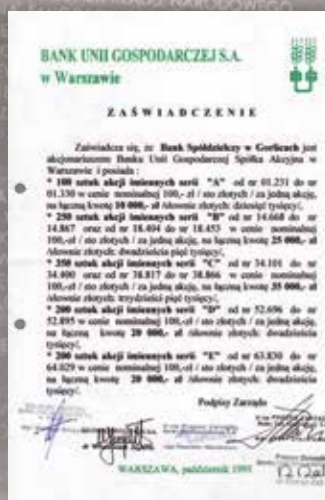 BANK UNII GOSPODARCZEJ S.A.
w Warszawie
ZAŚWIADCZENIE
Zaświadcza się, że Bank Spółdzielczy w Gorlicach jest
akcjonariuszem Banku Unii Gospodarczej Spółka Akcyjna w
Warszawie i posiada :
* 100 sztuk akcji imiennych serii "A" od nr 01.231 do nr
01.330 w cenie nominalnej 100,- zł / sto złotych / za jedną akcję,
na łączną kwotę 10 000,- zł /słownie złotych: dziesięć tysięcy/,
* 250 sztuk akcji imiennych serii "B" od nr 14.668 do nr
14.867 oraz od nr 18.404 do nr 18.453 w cenie nominalnej
100,-zł / sto złotych / za jedną akcję, na łączną kwotę 25 000,- zł
/słownie złotych: dwadzieścia pięć tysięcy/,
* 350 sztuk akcji imiennych serii "C" od nr 34.101 do nr
34.400 oraz od nr 38.817 do nr 38.866 w cenie nominalnej
100,-zł / sto złotych / za jedną akcję, na łączną kwotę 35 000,- zł
/słownie złotych: trzydzieści pięć tysięcy/,
* 200 sztuk akcji imiennych serii "D" od nr 52.696 do nr
52.895 w cenie nominalnej 100,-zł / sto złotych / za jedną akcję,
na łączną kwotę 20 000,- zł /słownie złotych: dwadzieścia
tysięcy/,
* 200 sztuk akcji imiennych serii "E" od nr 63.830 do nr
64.029 w cenie nominalnej 100,-zł / sto złotych / za jedną akcję,
na łączną kwotę 20 000,- zł /słownie złotych: dwadzieścia
tysięcy/.
Podpisy Zarządu
WARSZAWA, październik 1995